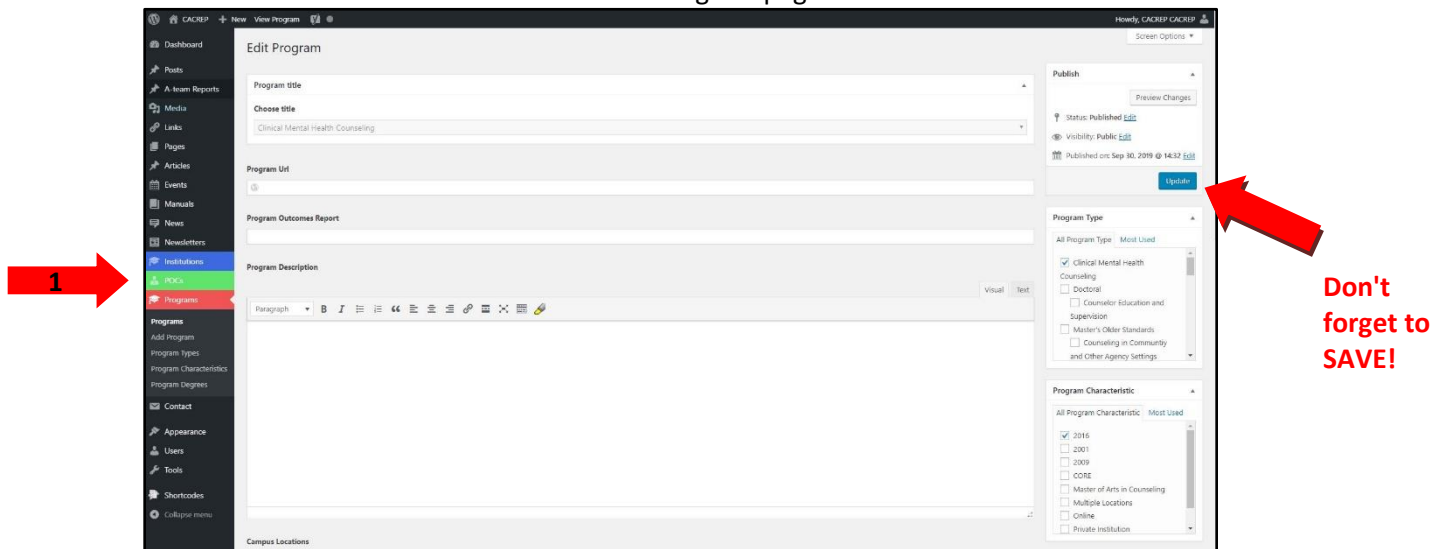 CACREP + New View Program
Howdy, CACREP CACREP
Screen Options ▼
Dashboard
Posts
A-team Reports
Media
Links
Pages
Articles
Events
Manuals
News
Newsletters
Institutions
PDCs
Programs
Programs
Add Program
Program Types
Program Characteristics
Program Degrees
Contact
Appearance
Users
Tools
Shortcodes
Collapse menu
1
Edit Program
Program title
Choose title
Clinical Mental Health Counseling
Program Url
Program Outcomes Report
Program Description
Visual Text
Paragraph
Campus Locations
Publish
Preview Changes
Status: Published Edit
Visibility: Public Edit
Published on: Sep 30, 2019 @ 14:32 Edit
Update
Program Type
All Program Type Most Used
Clinical Mental Health
Counseling
Doctoral
Counselor Education and
Supervision
Master's Older Standards
Counseling in Communtiy
and Other Agency Settings
Program Characteristic
All Program Characteristic Most Used
2016
2001
2009
CORE
Master of Arts in Counseling
Multiple Locations
Online
Private Institution
Don't
forget to
SAVE!